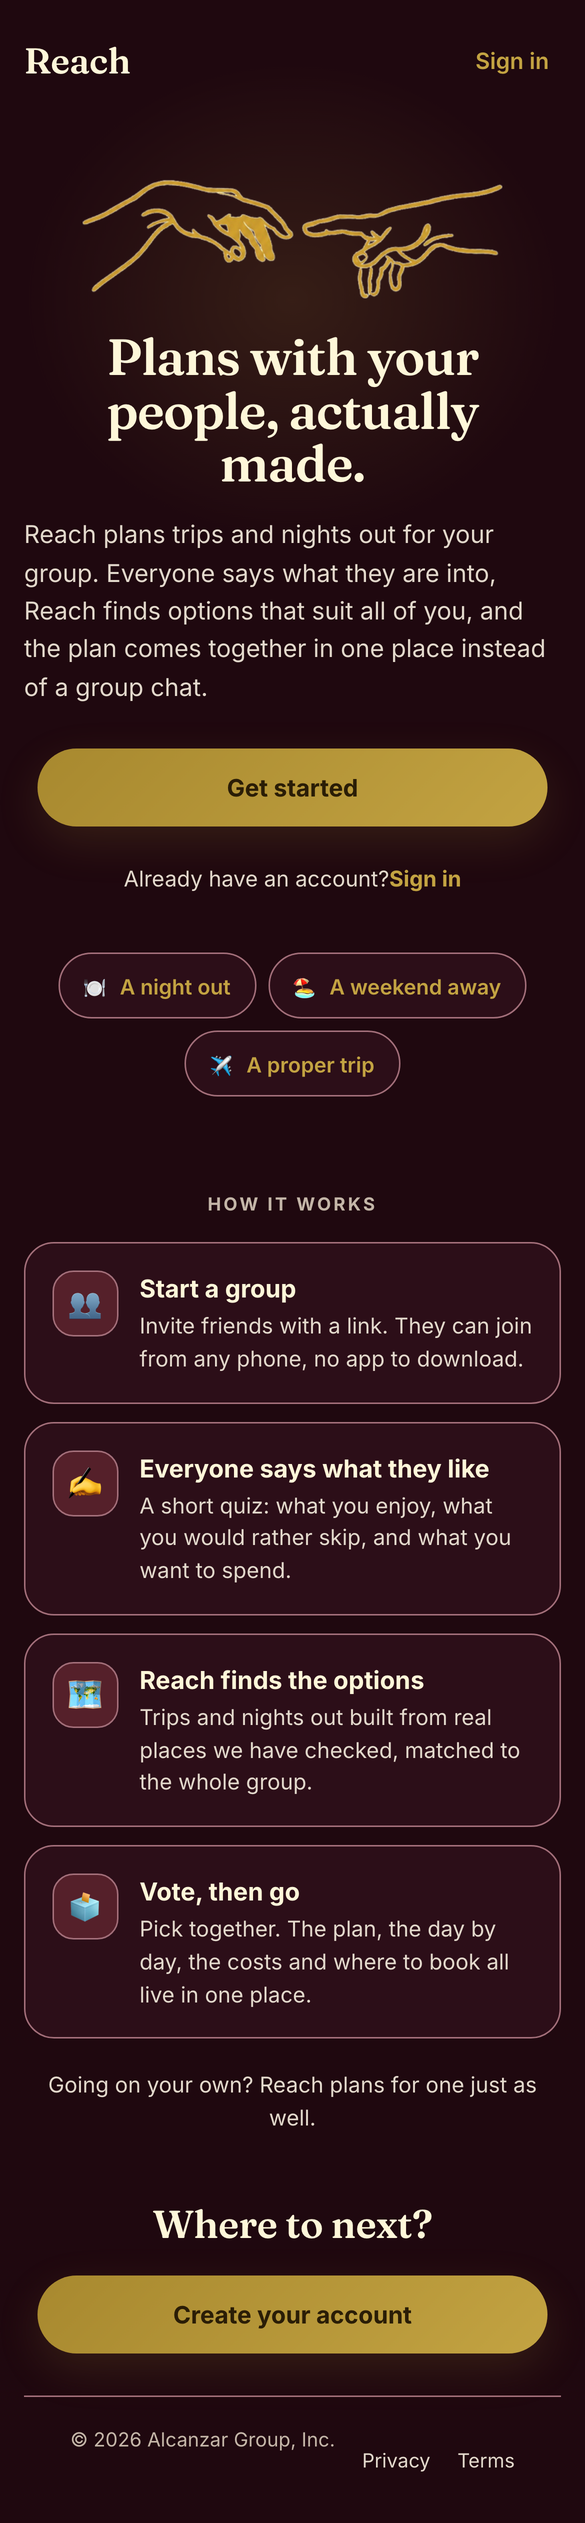 Reach
Sign in
Plans with your
people, actually
made.
Reach plans trips and nights out for your
group. Everyone says what they are into,
Reach finds options that suit all of you, and
the plan comes together in one place instead
of a group chat.
Get started
Already have an account?Sign in
A night out
A weekend away
A proper trip
HOW IT WORKS
Start a group
Invite friends with a link. They can join
from any phone, no app to download.
Everyone says what they like
A short quiz: what you enjoy, what
you would rather skip, and what you
want to spend.
Reach finds the options
Trips and nights out built from real
places we have checked, matched to
the whole group.
Vote, then go
Pick together. The plan, the day by
day, the costs and where to book all
live in one place.
Going on your own? Reach plans for one just as
well.
Where to next?
Create your account
© 2026 Alcanzar Group, Inc.
Privacy Terms